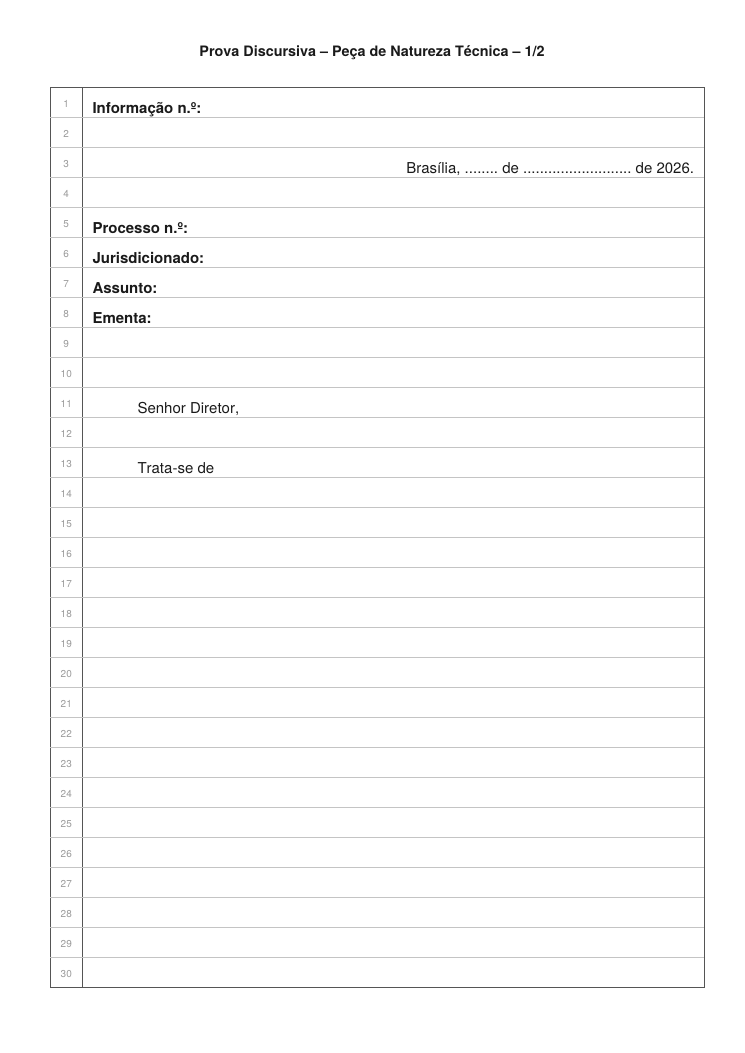 Prova Discursiva – Peça de Natureza Técnica – 1/2
1 Informação n.º:
2
3 Brasília, ........ de .......................... de 2026.
4
5 Processo n.º:
6 Jurisdicionado:
7 Assunto:
8 Ementa:
9
10
11 Senhor Diretor,
12
13 Trata-se de
14
15
16
17
18
19
20
21
22
23
24
25
26
27
28
29
30